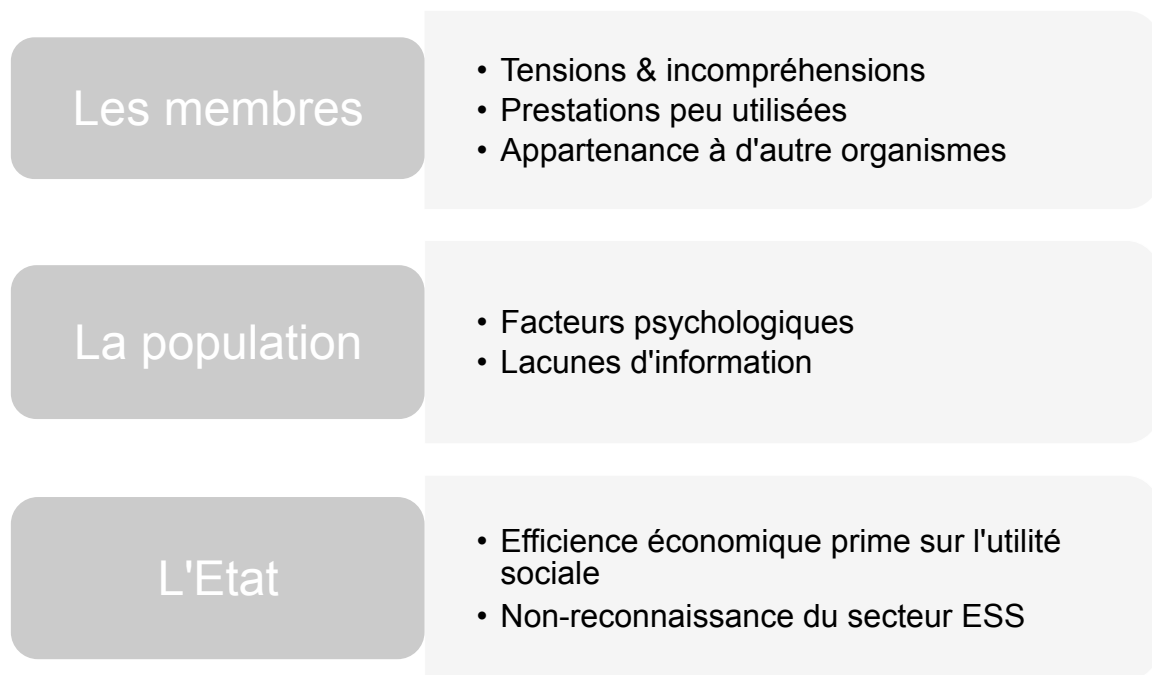 Les membres
• Tensions & incompréhensions
• Prestations peu utilisées
• Appartenance à d'autre organismes
La population
• Facteurs psychologiques
• Lacunes d'information
L'Etat
• Efficience économique prime sur l'utilité
sociale
• Non-reconnaissance du secteur ESS